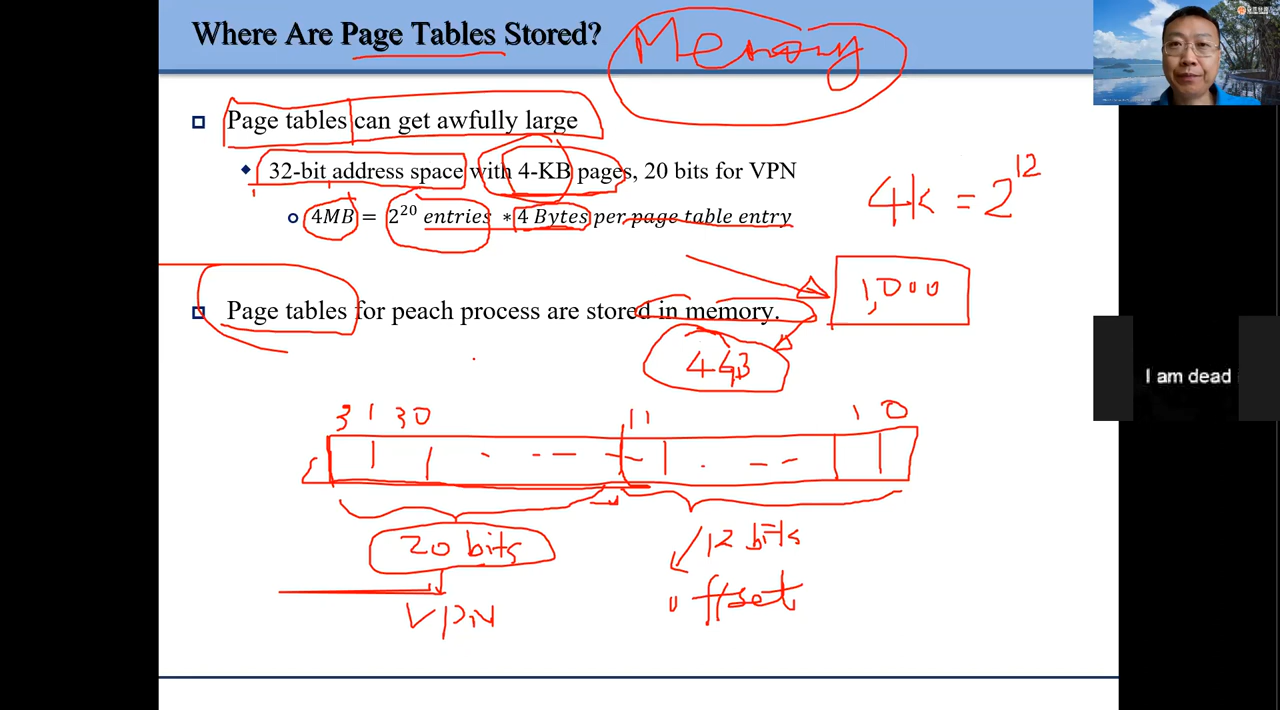 Where Are Page Tables Stored?
Memory
Page tables can get awfully large
32-bit address space with 4-KB pages, 20 bits for VPN
4MB = 2^20 entries * 4 Bytes per page table entry
4K = 2^12
1,000
Page tables for peach process are stored in memory.
4GB
I am dead
31 30 11 1 0
20 bits
12 bits
VPN
offset